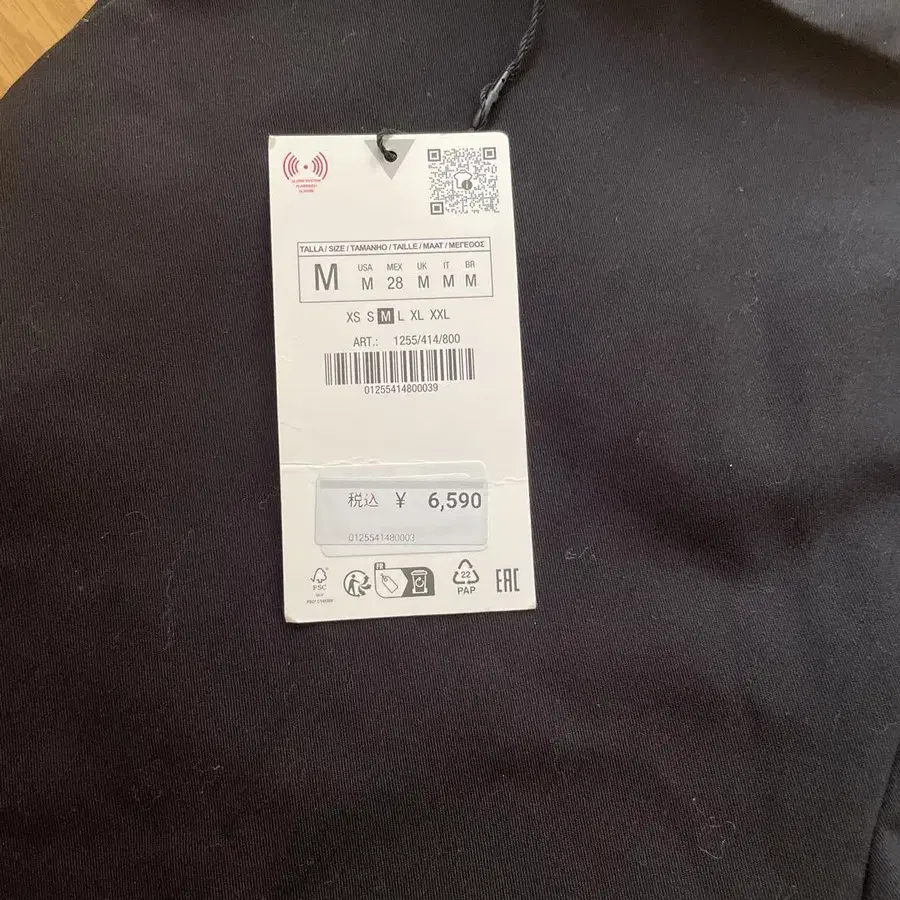 TALLA / SIZE / TAMANHO / TAILLE / MAAT / ΜΕΓΕΘΟΣ
M USA M MEX 28 UK M IT M BR M
XS S M L XL XXL
ART.: 1255/414/800
01255414800039
税込 ¥ 6,590
0125541480003
FSC
FR
22
PAP
EAC